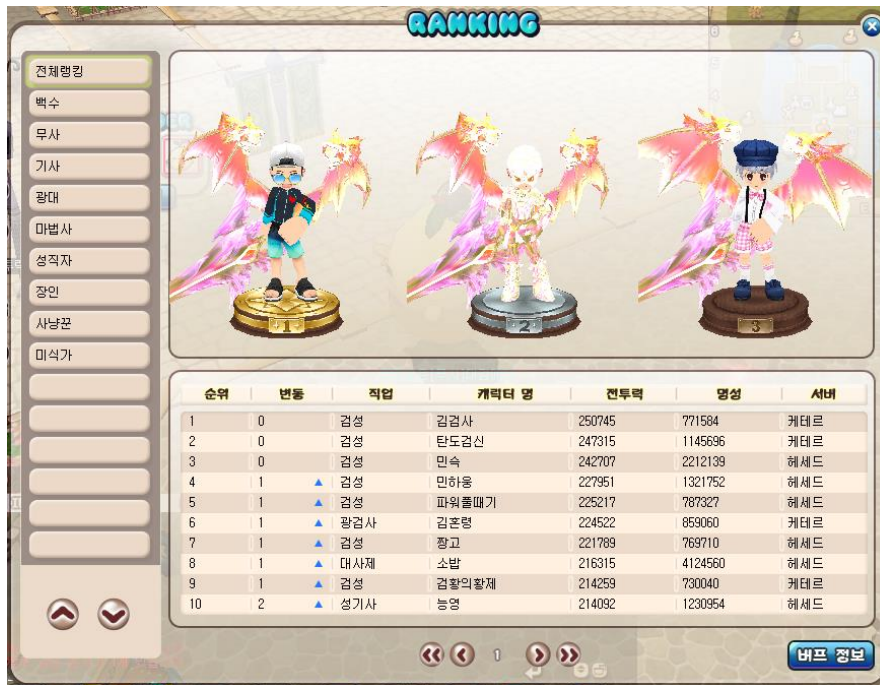 RANKING
전체랭킹
백수
무사
기사
광대
마법사
성직자
장인
사냥꾼
미식가
1
2
3
순위 변동 직업 캐릭터 명 전투력 명성 서버
1 0 검성 김검사 250745 771584 케테르
2 0 검성 탄도검신 247315 1145696 케테르
3 0 검성 민슥 242707 2212139 헤세드
4 1 ▲ 검성 민하웅 227951 1321752 헤세드
5 1 ▲ 검성 파워풀때기 225217 787327 헤세드
6 1 ▲ 광검사 김혼령 224522 859060 케테르
7 1 ▲ 검성 짱고 221789 769710 헤세드
8 1 ▲ 대사제 소밥 216315 4124560 헤세드
9 1 ▲ 검성 검황의황제 214259 730040 케테르
10 2 ▲ 성기사 능영 214092 1230954 헤세드
1
버프 정보